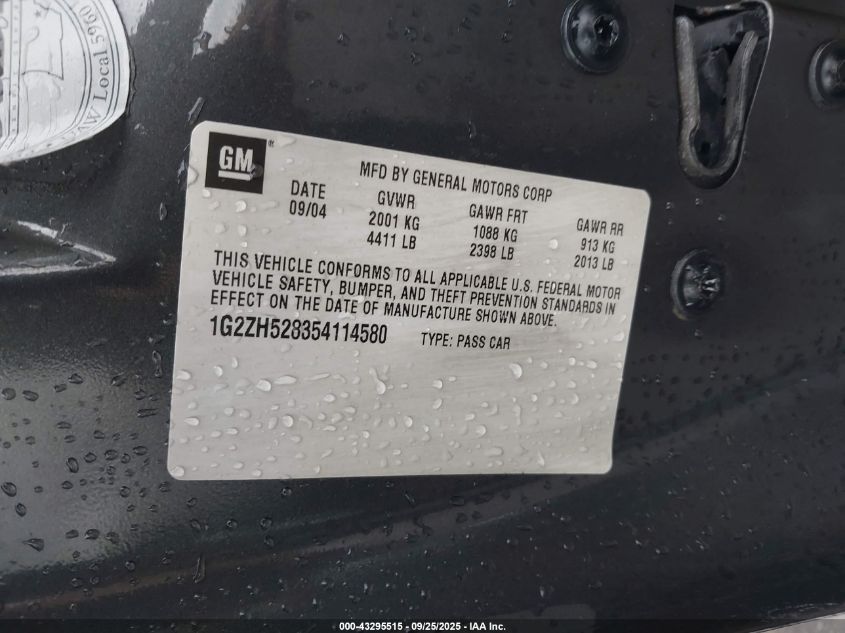 AW Local 5960
GM®
MFD BY GENERAL MOTORS CORP
DATE GVWR GAWR FRT GAWR RR
09/04 2001 KG 1088 KG 913 KG
4411 LB 2398 LB 2013 LB
THIS VEHICLE CONFORMS TO ALL APPLICABLE U.S. FEDERAL MOTOR
VEHICLE SAFETY, BUMPER, AND THEFT PREVENTION STANDARDS IN
EFFECT ON THE DATE OF MANUFACTURE SHOWN ABOVE.
1G2ZH528354114580 TYPE: PASS CAR
000-43295515 - 09/25/2025 - IAA Inc.